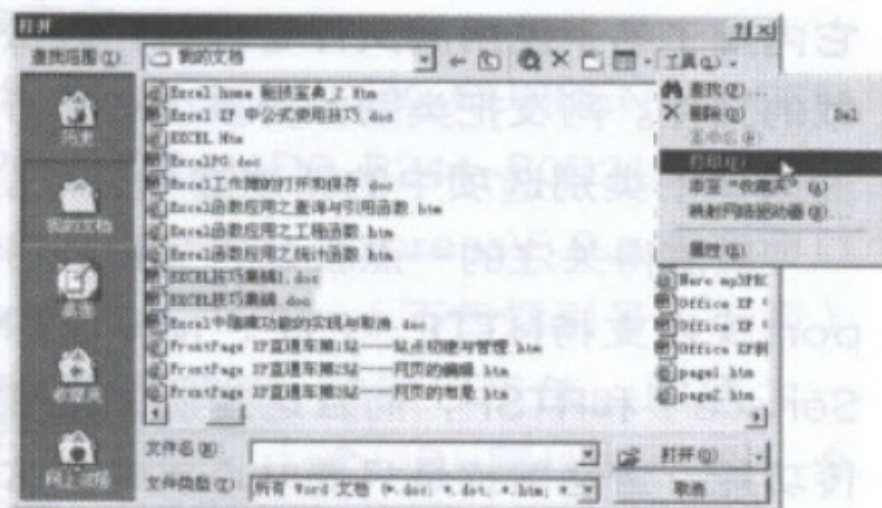 打开
查找范围(I): 我的文档 工具(L)
历史
我的文档
桌面
收藏夹
Excel home 秘技宝典_2 Htm
Excel XP 中公式使用技巧.doc
EXCEL Htm
ExcelPG.doc
Excel工作簿的打开和保存.doc
Excel函数应用之查询与引用函数.htm
Excel函数应用之工程函数.htm
Excel函数应用之统计函数.htm
EXCEL技巧集锦1.doc
EXCEL技巧集锦.doc
Excel中隐藏功能的实现与取消.doc
FrontPage XP直通车第1站——站点创建与管理.htm
FrontPage XP直通车第2站——网页的编辑.htm
FrontPage XP直通车第3站——网页的布局.htm
查找(F)...
删除(D) Del
重命名(M)
打印(P)
添至“收藏夹”(A)
映射网络驱动器(N)...
属性(R)
Office XP
Office XP
Office XP
page1.htm
page2.htm
文件名(N): 打开(O)
文件类型(T): 所有 Word 文档 (*.doc; *.dot; *.htm; *. 取消